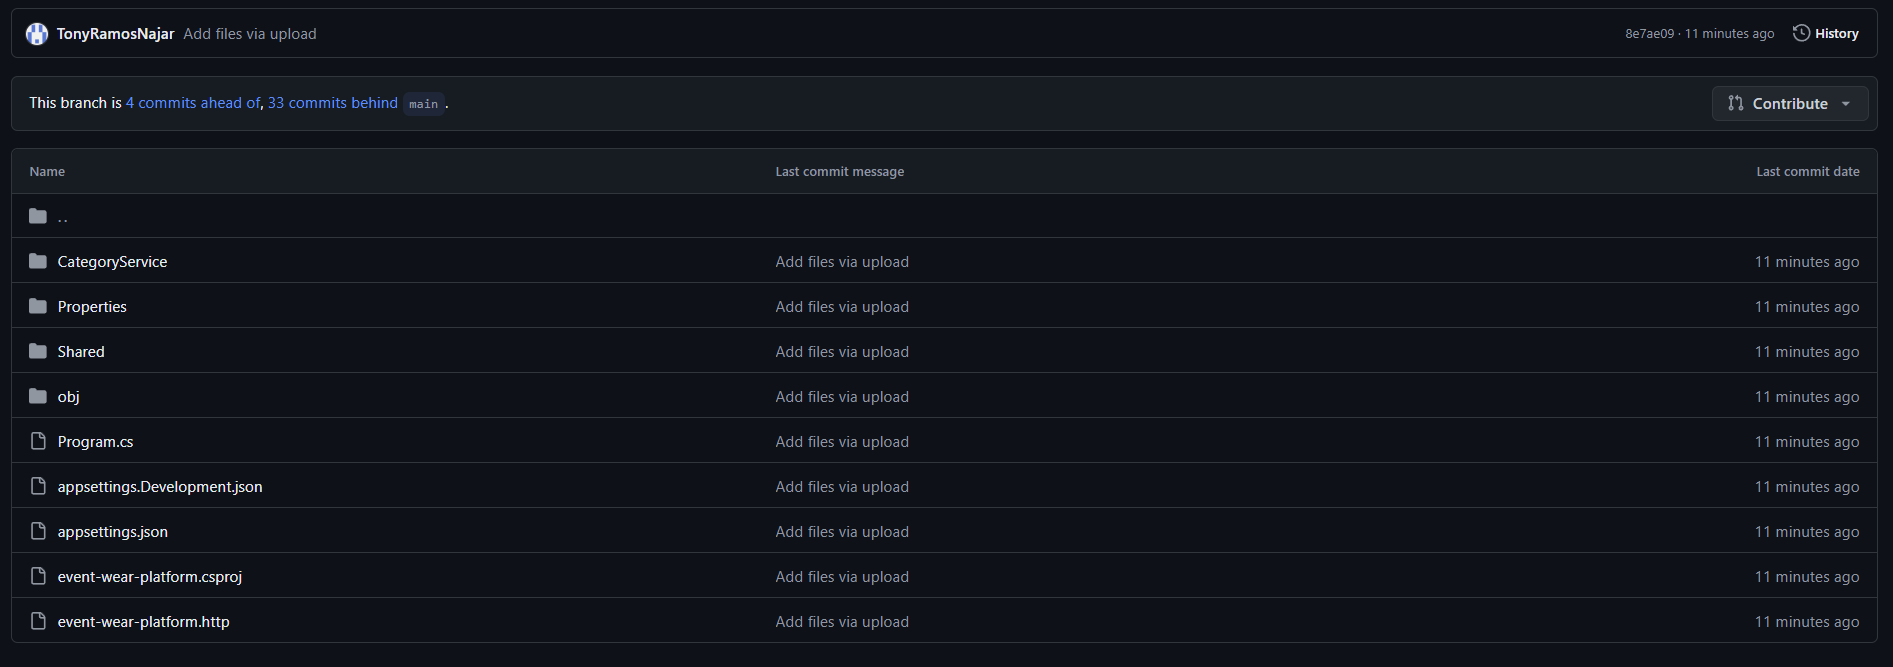 TonyRamosNajar Add files via upload 8e7ae09 · 11 minutes ago History
This branch is 4 commits ahead of, 33 commits behind main. Contribute
Name Last commit message Last commit date
..
CategoryService Add files via upload 11 minutes ago
Properties Add files via upload 11 minutes ago
Shared Add files via upload 11 minutes ago
obj Add files via upload 11 minutes ago
Program.cs Add files via upload 11 minutes ago
appsettings.Development.json Add files via upload 11 minutes ago
appsettings.json Add files via upload 11 minutes ago
event-wear-platform.csproj Add files via upload 11 minutes ago
event-wear-platform.http Add files via upload 11 minutes ago